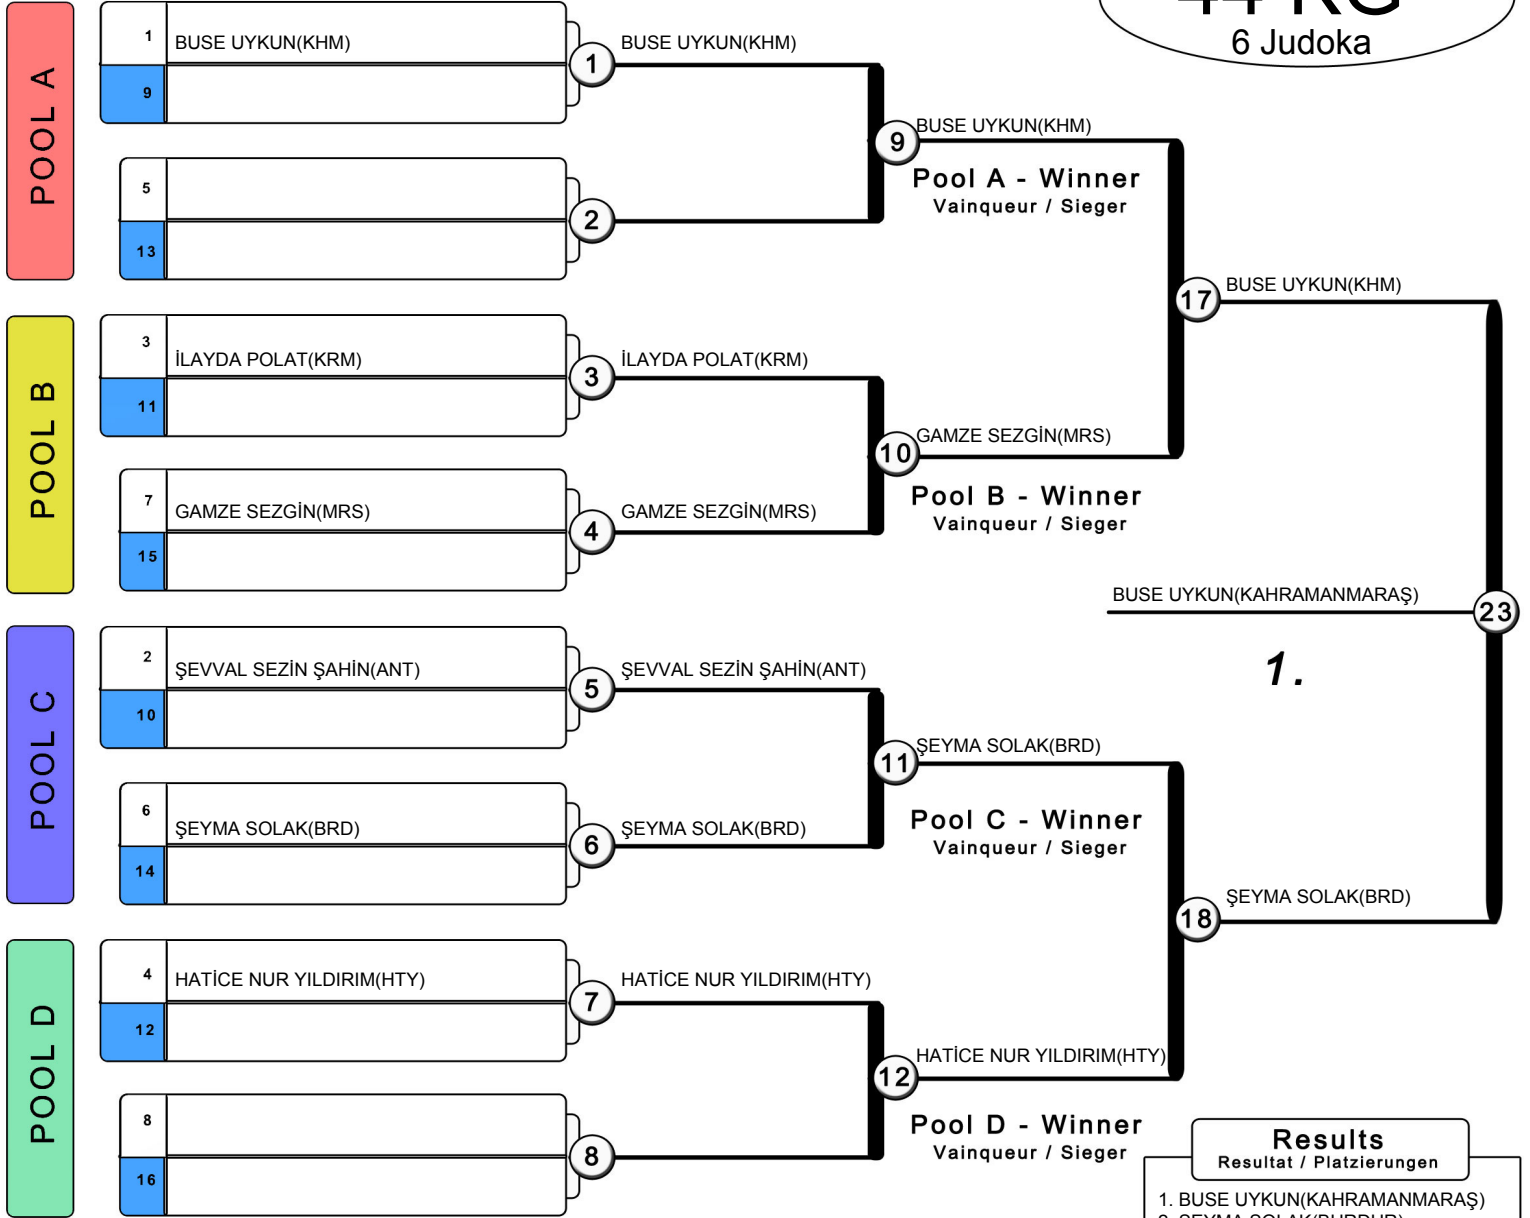 44 KG
6 Judoka
POOL A
1 BUSE UYKUN(KHM)
9
1 BUSE UYKUN(KHM)
5
13
2
9 BUSE UYKUN(KHM)
Pool A - Winner
Vainqueur / Sieger
17 BUSE UYKUN(KHM)
POOL B
3 İLAYDA POLAT(KRM)
11
3 İLAYDA POLAT(KRM)
7 GAMZE SEZGİN(MRS)
15
4 GAMZE SEZGİN(MRS)
10 GAMZE SEZGİN(MRS)
Pool B - Winner
Vainqueur / Sieger
BUSE UYKUN(KAHRAMANMARAŞ)
23
1.
POOL C
2 ŞEVVAL SEZİN ŞAHİN(ANT)
10
5 ŞEVVAL SEZİN ŞAHİN(ANT)
6 ŞEYMA SOLAK(BRD)
14
6 ŞEYMA SOLAK(BRD)
11 ŞEYMA SOLAK(BRD)
Pool C - Winner
Vainqueur / Sieger
18 ŞEYMA SOLAK(BRD)
POOL D
4 HATİCE NUR YILDIRIM(HTY)
12
7 HATİCE NUR YILDIRIM(HTY)
8
16
8
12 HATİCE NUR YILDIRIM(HTY)
Pool D - Winner
Vainqueur / Sieger
Results
Resultat / Platzierungen
1. BUSE UYKUN(KAHRAMANMARAŞ)
2. ŞEYMA SOLAK(BURDUR)